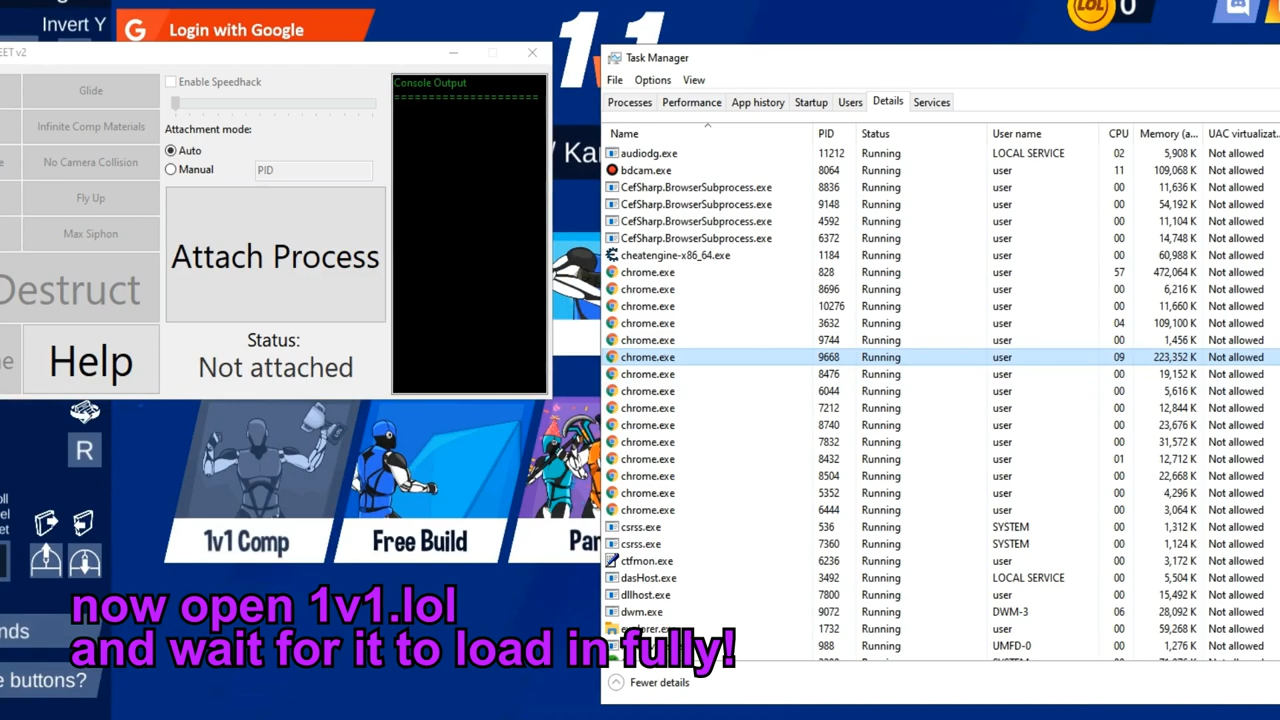 Invert Y
G Login with Google
11
LOL 0
EET v2
Glide
Infinite Comp Materials
No Camera Collision
Fly Up
Max Siphon
Destruct
Help
Enable Speedhack
Attachment mode:
Auto
Manual
PID
Attach Process
Status:
Not attached
Console Output
=====================
/ Kar
Task Manager
File Options View
Processes Performance App history Startup Users Details Services
Name PID Status User name CPU Memory (a... UAC virtualizat...
audiodg.exe 11212 Running LOCAL SERVICE 02 5,908 K Not allowed
bdcam.exe 8064 Running user 11 109,068 K Not allowed
CefSharp.BrowserSubprocess.exe 8836 Running user 00 11,636 K Not allowed
CefSharp.BrowserSubprocess.exe 9148 Running user 00 54,192 K Not allowed
CefSharp.BrowserSubprocess.exe 4592 Running user 00 11,104 K Not allowed
CefSharp.BrowserSubprocess.exe 6372 Running user 00 14,748 K Not allowed
cheatengine-x86_64.exe 1184 Running user 00 60,988 K Not allowed
chrome.exe 828 Running user 57 472,064 K Not allowed
chrome.exe 8696 Running user 00 6,216 K Not allowed
chrome.exe 10276 Running user 00 11,660 K Not allowed
chrome.exe 3632 Running user 04 109,100 K Not allowed
chrome.exe 9744 Running user 00 1,456 K Not allowed
chrome.exe 9668 Running user 09 223,352 K Not allowed
chrome.exe 8476 Running user 00 19,152 K Not allowed
chrome.exe 6044 Running user 00 5,616 K Not allowed
chrome.exe 7212 Running user 00 12,844 K Not allowed
chrome.exe 8740 Running user 00 23,676 K Not allowed
chrome.exe 7832 Running user 00 31,572 K Not allowed
chrome.exe 8432 Running user 01 12,712 K Not allowed
chrome.exe 8504 Running user 00 22,668 K Not allowed
chrome.exe 5352 Running user 00 4,296 K Not allowed
chrome.exe 6444 Running user 00 3,064 K Not allowed
csrss.exe 536 Running SYSTEM 00 1,312 K Not allowed
csrss.exe 7360 Running SYSTEM 00 1,124 K Not allowed
ctfmon.exe 6236 Running user 00 3,172 K Not allowed
dasHost.exe 3492 Running LOCAL SERVICE 00 5,504 K Not allowed
dllhost.exe 7800 Running user 00 15,492 K Not allowed
dwm.exe 9072 Running DWM-3 06 28,092 K Not allowed
explorer.exe 1732 Running user 00 59,268 K Not allowed
988 Running UMFD-0 00 1,276 K Not allowed
Fewer details
R
1v1 Comp
Free Build
Par
now open 1v1.lol
and wait for it to load in fully!
nds
e buttons?